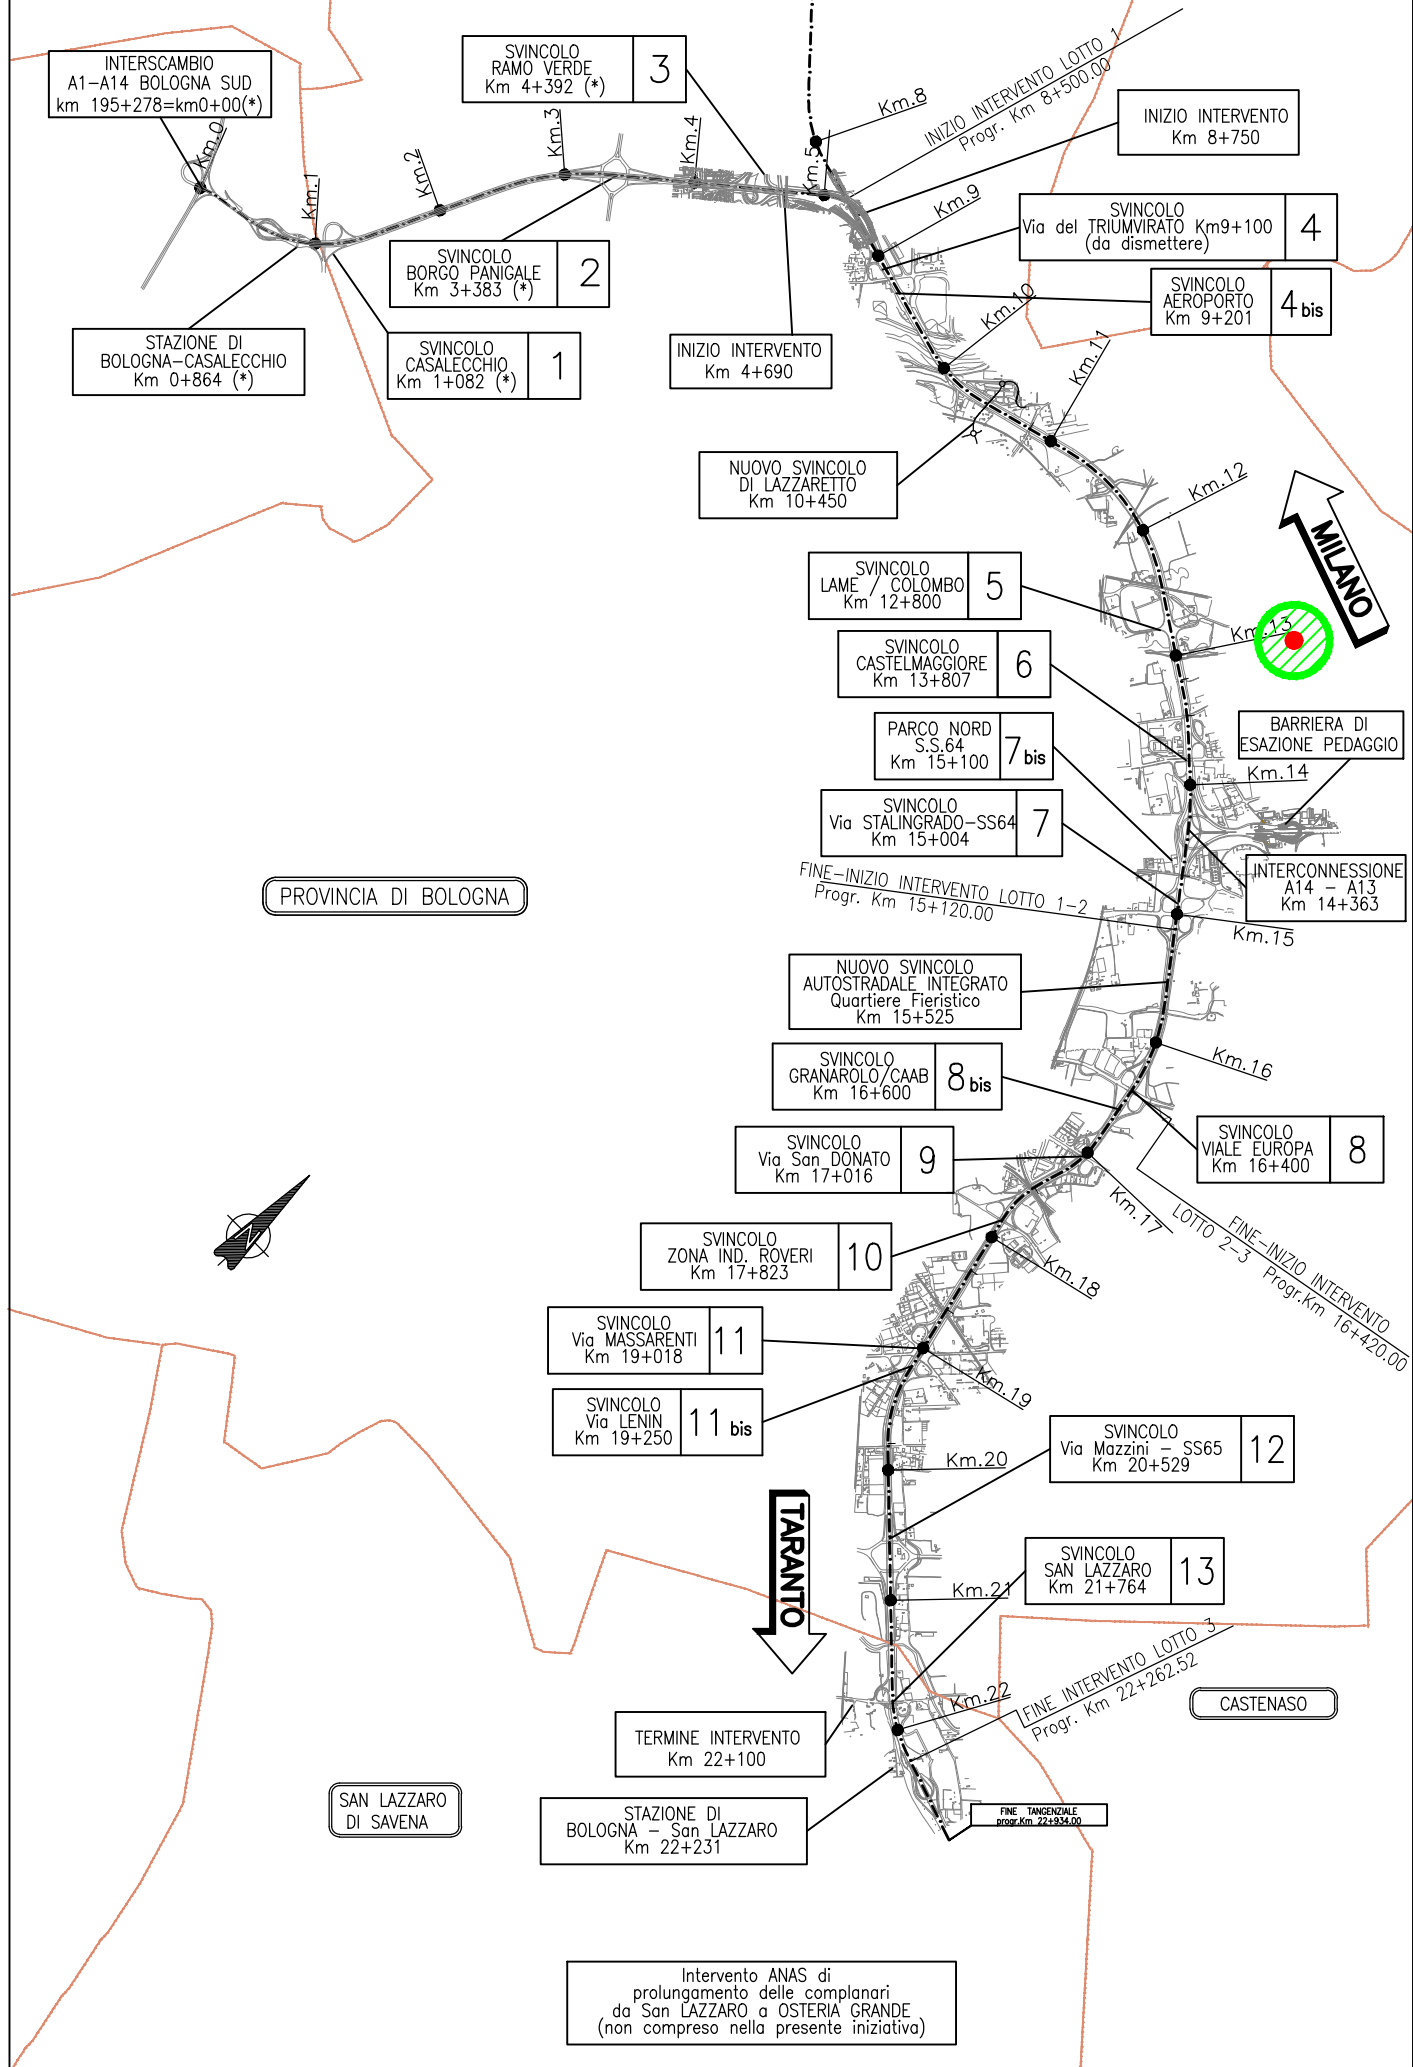 INTERSCAMBIO
A1-A14 BOLOGNA SUD
km 195+278=km0+00(*)
SVINCOLO
RAMO VERDE
Km 4+392 (*)
3
Km.0
Km.1
Km.2
Km.3
Km.4
Km.5
Km.8
INIZIO INTERVENTO LOTTO 1
Progr. Km 8+500.00
INIZIO INTERVENTO
Km 8+750
Km.9
SVINCOLO
Via del TRIUMVIRATO Km9+100
(da dismettere)
4
SVINCOLO
BORGO PANIGALE
Km 3+383 (*)
2
SVINCOLO
AEROPORTO
Km 9+201
4 bis
Km.10
STAZIONE DI
BOLOGNA-CASALECCHIO
Km 0+864 (*)
SVINCOLO
CASALECCHIO
Km 1+082 (*)
1
INIZIO INTERVENTO
Km 4+690
Km.11
NUOVO SVINCOLO
DI LAZZARETTO
Km 10+450
Km.12
MILANO
SVINCOLO
LAME / COLOMBO
Km 12+800
5
Km.13
SVINCOLO
CASTELMAGGIORE
Km 13+807
6
PARCO NORD
S.S.64
Km 15+100
7 bis
BARRIERA DI
ESAZIONE PEDAGGIO
Km.14
SVINCOLO
Via STALINGRADO-SS64
Km 15+004
7
INTERCONNESSIONE
A14 - A13
Km 14+363
FINE-INIZIO INTERVENTO LOTTO 1-2
Progr. Km 15+120.00
PROVINCIA DI BOLOGNA
Km.15
NUOVO SVINCOLO
AUTOSTRADALE INTEGRATO
Quartiere Fieristico
Km 15+525
Km.16
SVINCOLO
GRANAROLO/CAAB
Km 16+600
8 bis
SVINCOLO
VIALE EUROPA
Km 16+400
8
SVINCOLO
Via San DONATO
Km 17+016
9
Km.17
FINE-INIZIO INTERVENTO
LOTTO 2-3 Progr.Km 16+420.00
SVINCOLO
ZONA IND. ROVERI
Km 17+823
10
Km.18
SVINCOLO
Via MASSARENTI
Km 19+018
11
Km.19
SVINCOLO
Via LENIN
Km 19+250
11 bis
SVINCOLO
Via Mazzini - SS65
Km 20+529
12
Km.20
TARANTO
SVINCOLO
SAN LAZZARO
Km 21+764
13
Km.21
FINE INTERVENTO LOTTO 3
Progr. Km 22+262.52
Km.22
CASTENASO
TERMINE INTERVENTO
Km 22+100
SAN LAZZARO
DI SAVENA
STAZIONE DI
BOLOGNA - San LAZZARO
Km 22+231
FINE TANGENZIALE
progr.Km 22+934.00
Intervento ANAS di
prolungamento delle complanari
da San LAZZARO a OSTERIA GRANDE
(non compreso nella presente iniziativa)